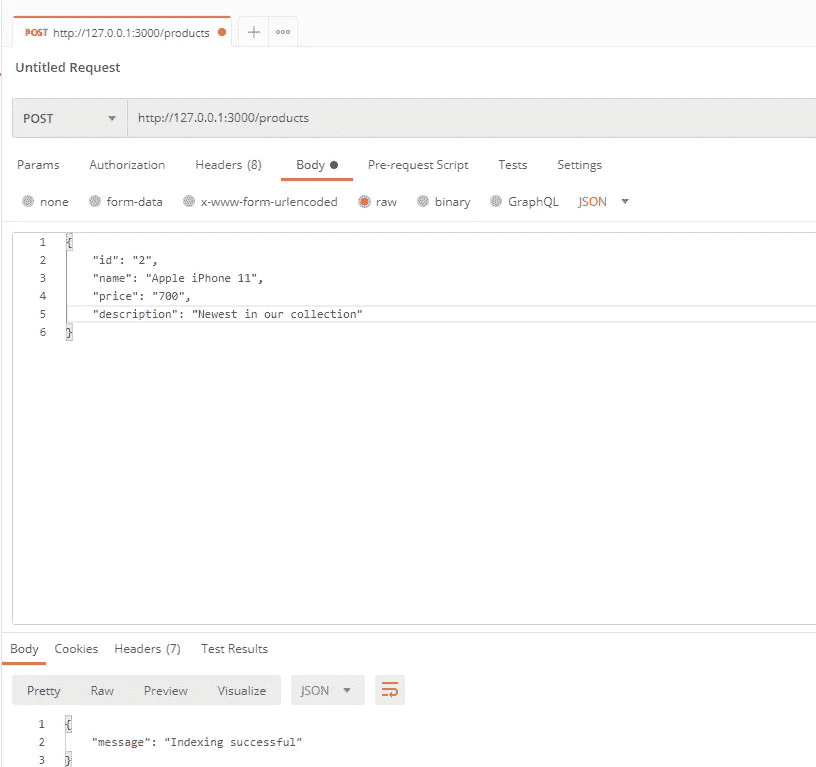 POST http://127.0.0.1:3000/products
Untitled Request
POST http://127.0.0.1:3000/products
Params Authorization Headers (8) Body Pre-request Script Tests Settings
none form-data x-www-form-urlencoded raw binary GraphQL JSON
1 {
2 "id": "2",
3 "name": "Apple iPhone 11",
4 "price": "700",
5 "description": "Newest in our collection"
6 }
Body Cookies Headers (7) Test Results
Pretty Raw Preview Visualize JSON
1 {
2 "message": "Indexing successful"
3 }